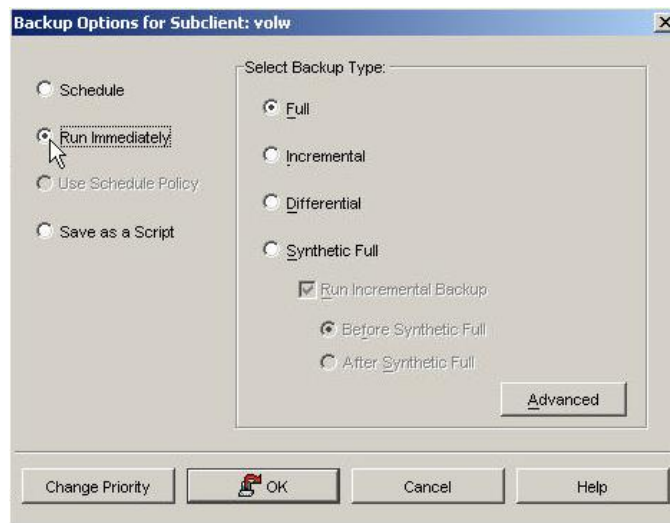 Backup Options for Subclient: volw
Schedule
Run Immediately
Use Schedule Policy
Save as a Script
Select Backup Type:
Full
Incremental
Differential
Synthetic Full
Run Incremental Backup
Before Synthetic Full
After Synthetic Full
Advanced
Change Priority
OK
Cancel
Help